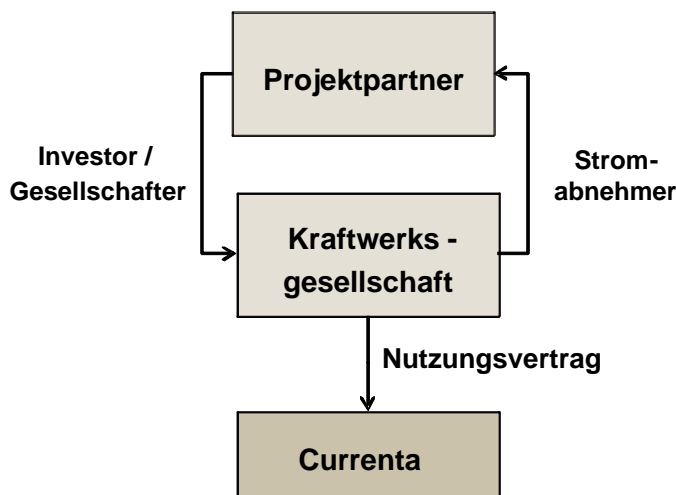 Projektpartner
Investor /
Gesellschafter
Strom-
abnehmer
Kraftwerks -
gesellschaft
Nutzungsvertrag
Currenta